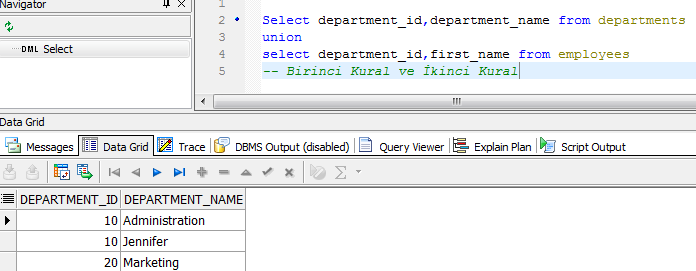 Navigator
DML Select
1
2 Select department_id,department_name from departments
3 union
4 select department_id,first_name from employees
5 -- Birinci Kural ve İkinci Kural
Data Grid
Messages Data Grid Trace DBMS Output (disabled) Query Viewer Explain Plan Script Output
DEPARTMENT_ID DEPARTMENT_NAME
10 Administration
10 Jennifer
20 Marketing